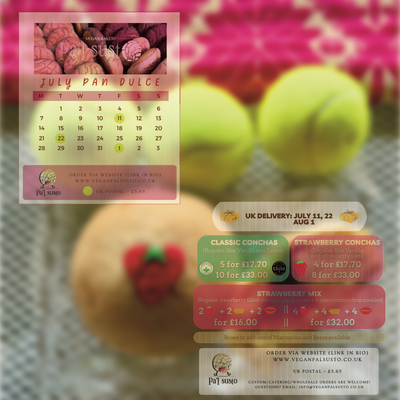 VEGAN BAKERY
Pa'l susto
JULY PAN DULCE
M T W T F S S
1 2 3 4 5 6
7 8 9 10 11 12 13
14 15 16 17 18 19 20
21 22 23 24 25 26 27
28 29 30 31 1 2 3
ORDER VIA WEBSITE (LINK IN BIO)
WWW.VEGANPALSUSTO.CO.UK
UK POSTAL - £5.85
Pa'l susto
UK DELIVERY: JULY 11, 22
AUG 1
CLASSIC CONCHAS
5 for £17.70
10 for £33.00
STRAWBERRY CONCHAS
4 for £17.70
8 for £33.00
STRAWBERRY MIX
2 + 2 + 2
for £16.00
4 + 4 + 4
for £32.00
ORDER VIA WEBSITE (LINK IN BIO)
WWW.VEGANPALSUSTO.CO.UK
UK POSTAL - £5.85
CUSTOM/CATERING/WHOLESALE ORDERS ARE WELCOME!
QUESTIONS? EMAIL: INFO@VEGANPALSUSTO.CO.UK
Pa'l susto